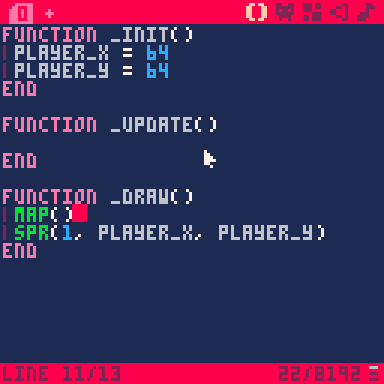 FUNCTION _INIT()
PLAYER_X = 64
PLAYER_Y = 64
END
FUNCTION _UPDATE()
END
FUNCTION _DRAW()
MAP()
SPR(1, PLAYER_X, PLAYER_Y)
END
LINE 11/13 22/8192